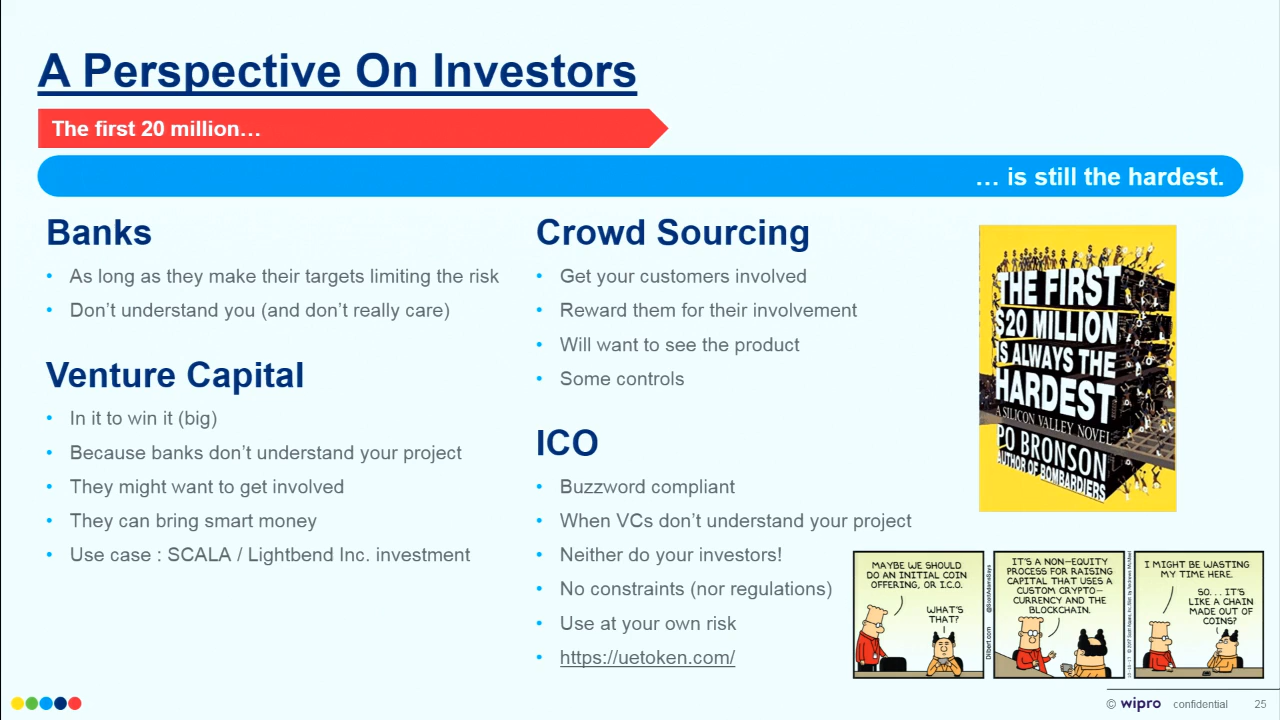 A Perspective On Investors
The first 20 million…
… is still the hardest.
Banks
• As long as they make their targets limiting the risk
• Don’t understand you (and don’t really care)
Venture Capital
• In it to win it (big)
• Because banks don’t understand your project
• They might want to get involved
• They can bring smart money
• Use case : SCALA / Lightbend Inc. investment
Crowd Sourcing
• Get your customers involved
• Reward them for their involvement
• Will want to see the product
• Some controls
ICO
• Buzzword compliant
• When VCs don’t understand your project
• Neither do your investors!
• No constraints (nor regulations)
• Use at your own risk
• https://uetoken.com/
THE FIRST
$20 MILLION
IS ALWAYS THE
HARDEST
A SILICON VALLEY NOVEL
PO BRONSON
AUTHOR OF BOMBARDIERS
MAYBE WE SHOULD
DO AN INITIAL COIN
OFFERING, OR I.C.O.
WHAT'S
THAT?
Dilbert.com @ScottAdamsSays
IT'S A NON-EQUITY
PROCESS FOR RAISING
CAPITAL THAT USES A
CUSTOM CRYPTO-
CURRENCY AND THE
BLOCKCHAIN.
I MIGHT BE WASTING
MY TIME HERE.
SO... IT'S
LIKE A CHAIN
MADE OUT OF
COINS?
© wipro confidential 25